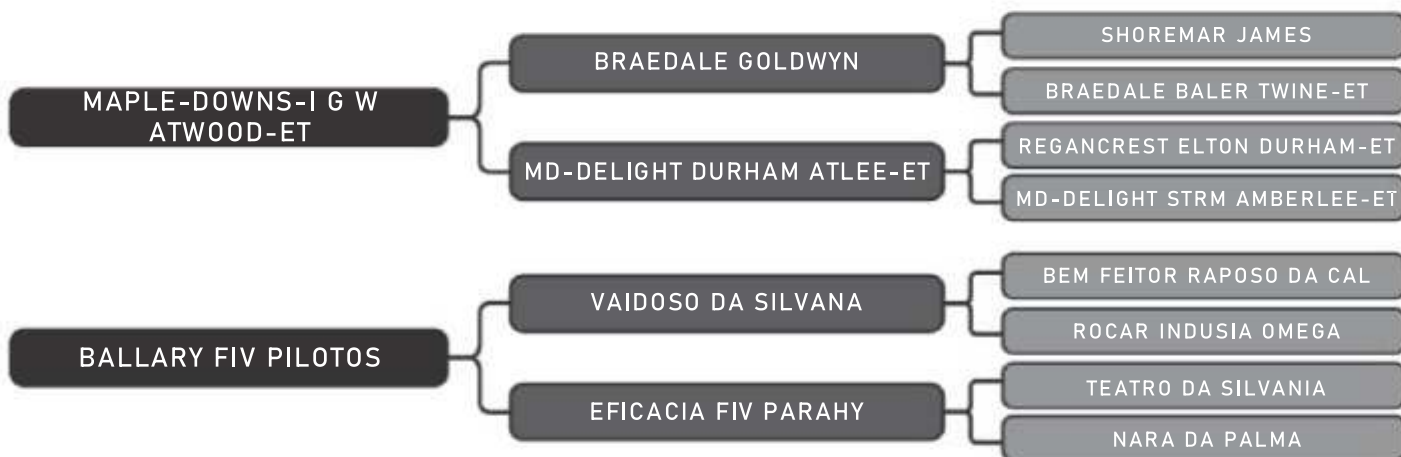 MAPLE-DOWNS-I G W
ATWOOD-ET
BRAEDALE GOLDWYN
MD-DELIGHT DURHAM ATLEE-ET
SHOREMAR JAMES
BRAEDALE BALER TWINE-ET
REGANCREST ELTON DURHAM-ET
MD-DELIGHT STRM AMBERLEE-ET
BALLARY FIV PILOTOS
VAIDOSO DA SILVANA
EFICACIA FIV PARAHY
BEM FEITOR RAPOSO DA CAL
ROCAR INDUSIA OMEGA
TEATRO DA SILVANIA
NARA DA PALMA